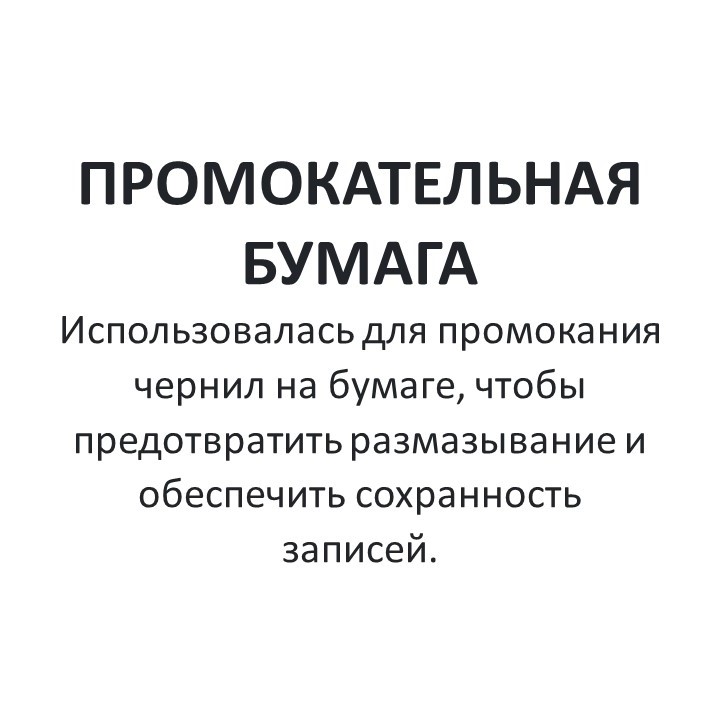 ПРОМОКАТЕЛЬНАЯ
БУМАГА
Использовалась для промокания
чернил на бумаге, чтобы
предотвратить размазывание и
обеспечить сохранность
записей.